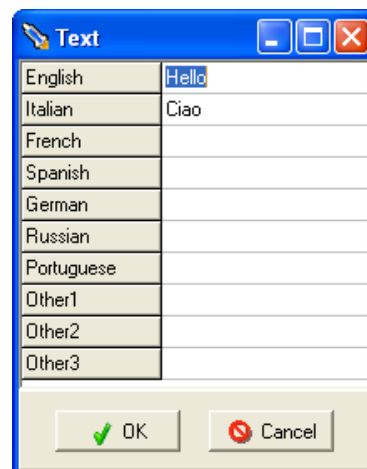 Text
English Hello
Italian Ciao
French
Spanish
German
Russian
Portuguese
Other1
Other2
Other3
OK Cancel